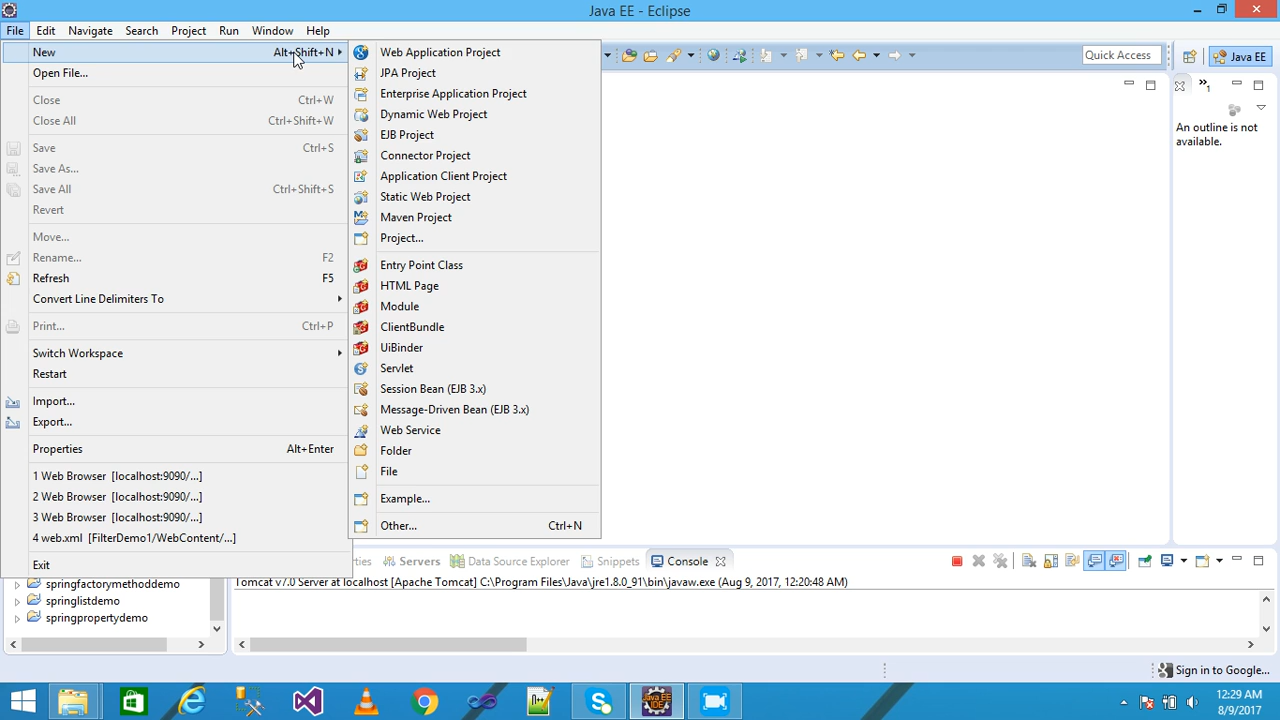 Java EE - Eclipse
File Edit Navigate Search Project Run Window Help
New Alt+Shift+N
Open File...
Close Ctrl+W
Close All Ctrl+Shift+W
Save Ctrl+S
Save As...
Save All Ctrl+Shift+S
Revert
Move...
Rename... F2
Refresh F5
Convert Line Delimiters To
Print... Ctrl+P
Switch Workspace
Restart
Import...
Export...
Properties Alt+Enter
1 Web Browser [localhost:9090/...]
2 Web Browser [localhost:9090/...]
3 Web Browser [localhost:9090/...]
4 web.xml [FilterDemo1/WebContent/...]
Exit
Web Application Project
JPA Project
Enterprise Application Project
Dynamic Web Project
EJB Project
Connector Project
Application Client Project
Static Web Project
Maven Project
Project...
Entry Point Class
HTML Page
Module
ClientBundle
UiBinder
Servlet
Session Bean (EJB 3.x)
Message-Driven Bean (EJB 3.x)
Web Service
Folder
File
Example...
Other... Ctrl+N
Quick Access
Java EE
1
An outline is not
available.
rties Servers Data Source Explorer Snippets Console
Tomcat v7.0 Server at localhost [Apache Tomcat] C:\Program Files\Java\jre1.8.0_91\bin\javaw.exe (Aug 9, 2017, 12:20:48 AM)
springfactorymethoddemo
springlistdemo
springpropertydemo
Sign in to Google...
Java EE
IDE
12:29 AM
8/9/2017